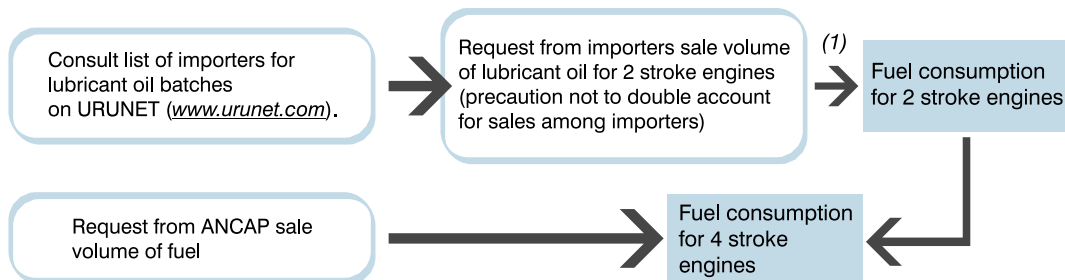 Consult list of importers for
lubricant oil batches
on URUNET (www.urunet.com).
Request from importers sale volume
of lubricant oil for 2 stroke engines
(precaution not to double account
for sales among importers)
(1)
Fuel consumption
for 2 stroke engines
Request from ANCAP sale
volume of fuel
Fuel consumption
for 4 stroke
engines